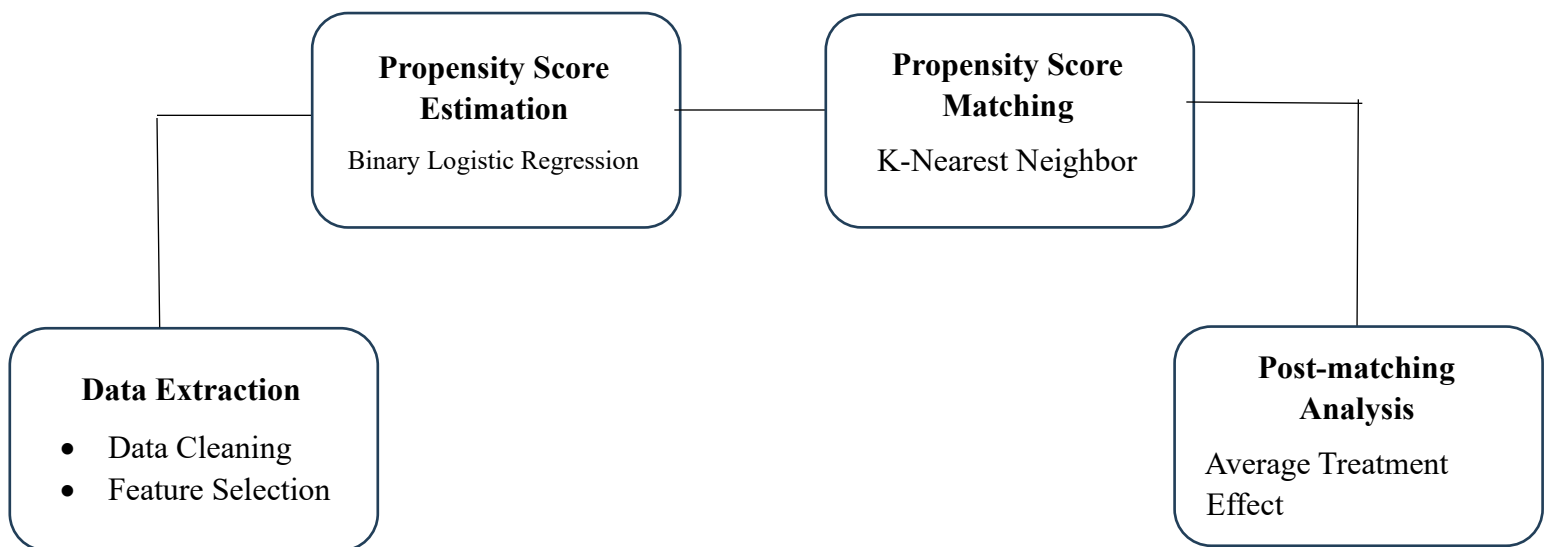 Propensity Score
Estimation
Binary Logistic Regression
Propensity Score
Matching
K-Nearest Neighbor
Data Extraction
• Data Cleaning
• Feature Selection
Post-matching
Analysis
Average Treatment
Effect